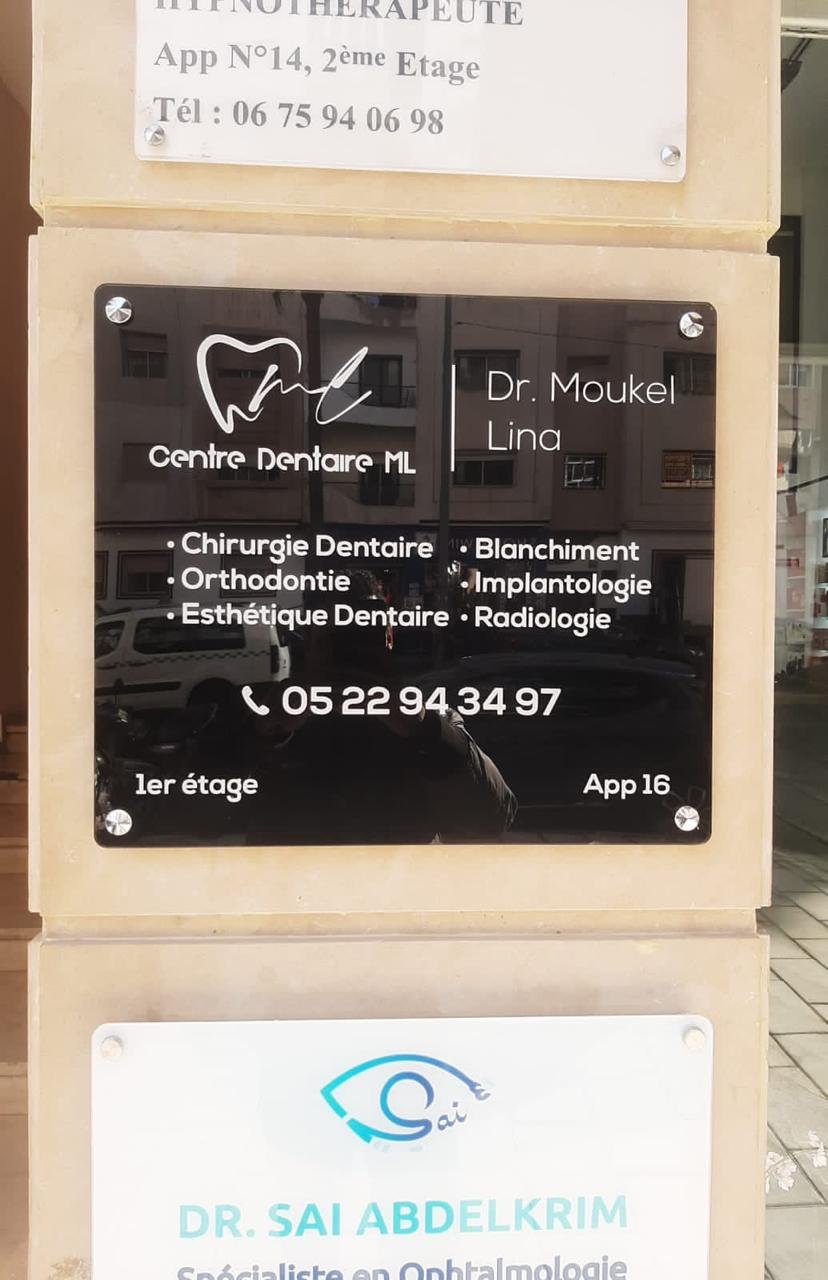 HYPNOTHÉRAPEUTE
App N°14, 2ème Etage
Tél : 06 75 94 06 98
ml
Centre Dentaire ML
Dr. Moukel
Lina
• Chirurgie Dentaire
• Orthodontie
• Esthétique Dentaire
• Blanchiment
• Implantologie
• Radiologie
05 22 94 34 97
1er étage
App 16
Sai
DR. SAI ABDELKRIM
Spécialiste en Ophtalmologie